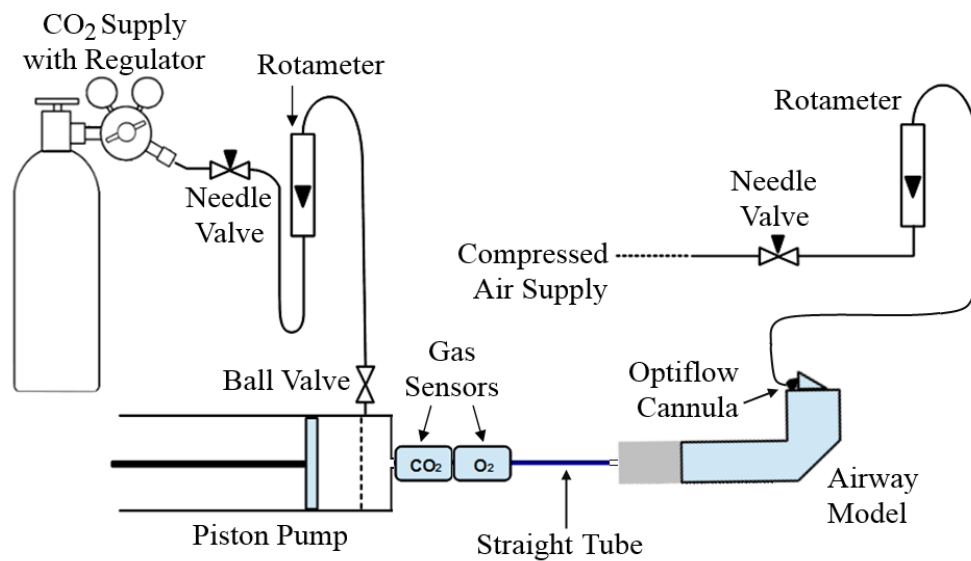 CO₂ Supply
with Regulator
Rotameter
Needle
Valve
Rotameter
Needle
Valve
Compressed
Air Supply
Ball Valve
Gas
Sensors
Optiflow
Cannula
CO₂
O₂
Piston Pump
Straight Tube
Airway
Model